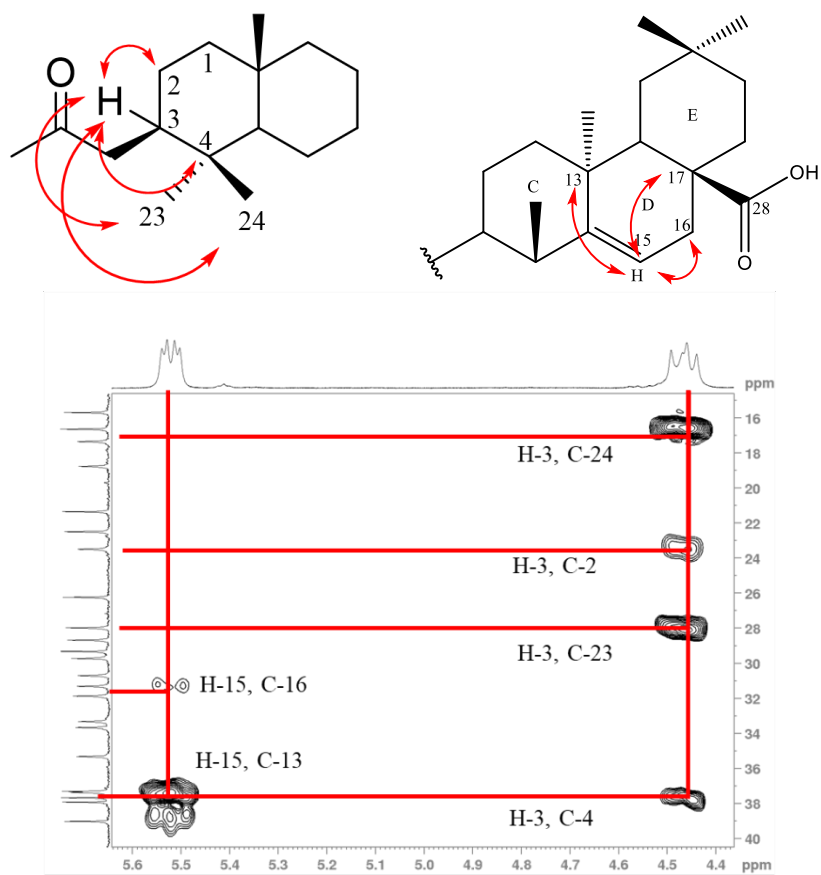 O
H
1
2
3
4
23
24
E
C
13
17
D
OH
28
15
16
H
O
ppm
16
H-3, C-24
18
20
22
H-3, C-2
24
26
28
H-3, C-23
30
H-15, C-16
32
34
H-15, C-13
36
38
H-3, C-4
40
5.6 5.5 5.4 5.3 5.2 5.1 5.0 4.9 4.8 4.7 4.6 4.5 4.4 ppm